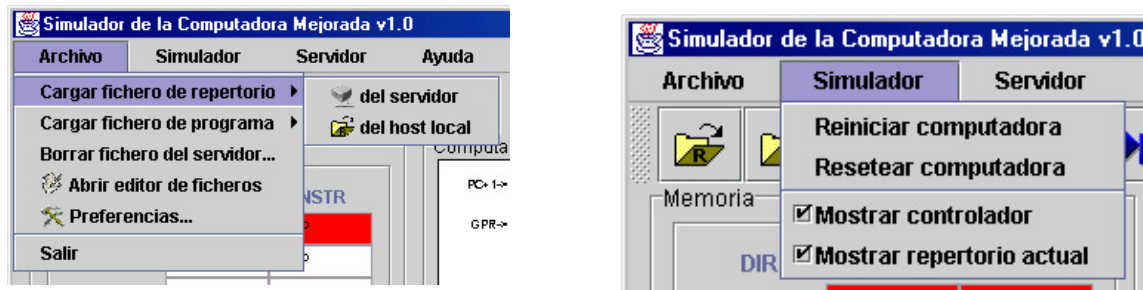 Simulador de la Computadora Mejorada v1.0
Archivo Simulador Servidor Ayuda
Cargar fichero de repertorio
del servidor
Cargar fichero de programa
del host local
Borrar fichero del servidor...
Computa
Abrir editor de ficheros
PC+ 1->
NSTR
Preferencias...
GPR->
Salir
Simulador de la Computadora Mejorada v1.0
Archivo Simulador Servidor
Reiniciar computadora
R
Resetear computadora
Memoria
Mostrar controlador
DIR
Mostrar repertorio actual